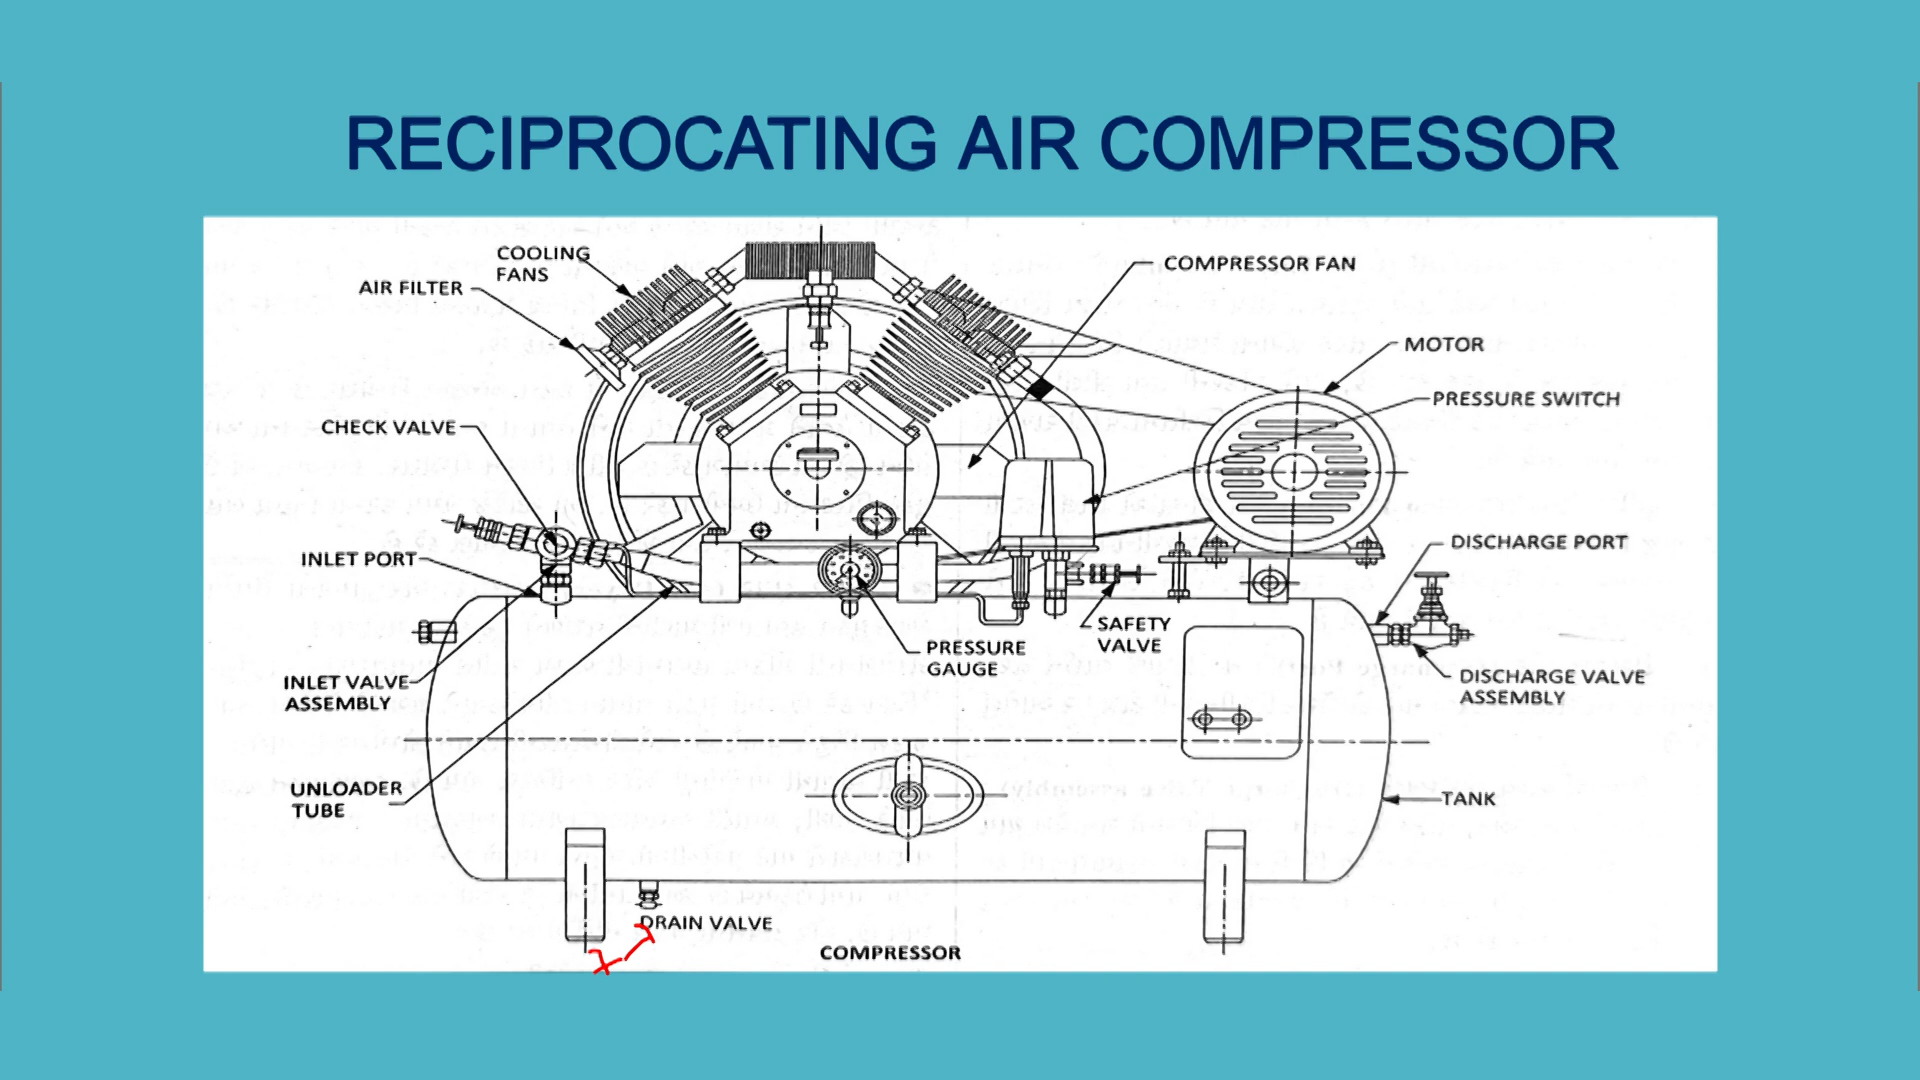 RECIPROCATING AIR COMPRESSOR
COOLING
FANS
AIR FILTER
COMPRESSOR FAN
MOTOR
PRESSURE SWITCH
CHECK VALVE
DISCHARGE PORT
INLET PORT
SAFETY
VALVE
PRESSURE
GAUGE
DISCHARGE VALVE
ASSEMBLY
INLET VALVE
ASSEMBLY
UNLOADER
TUBE
TANK
DRAIN VALVE
COMPRESSOR